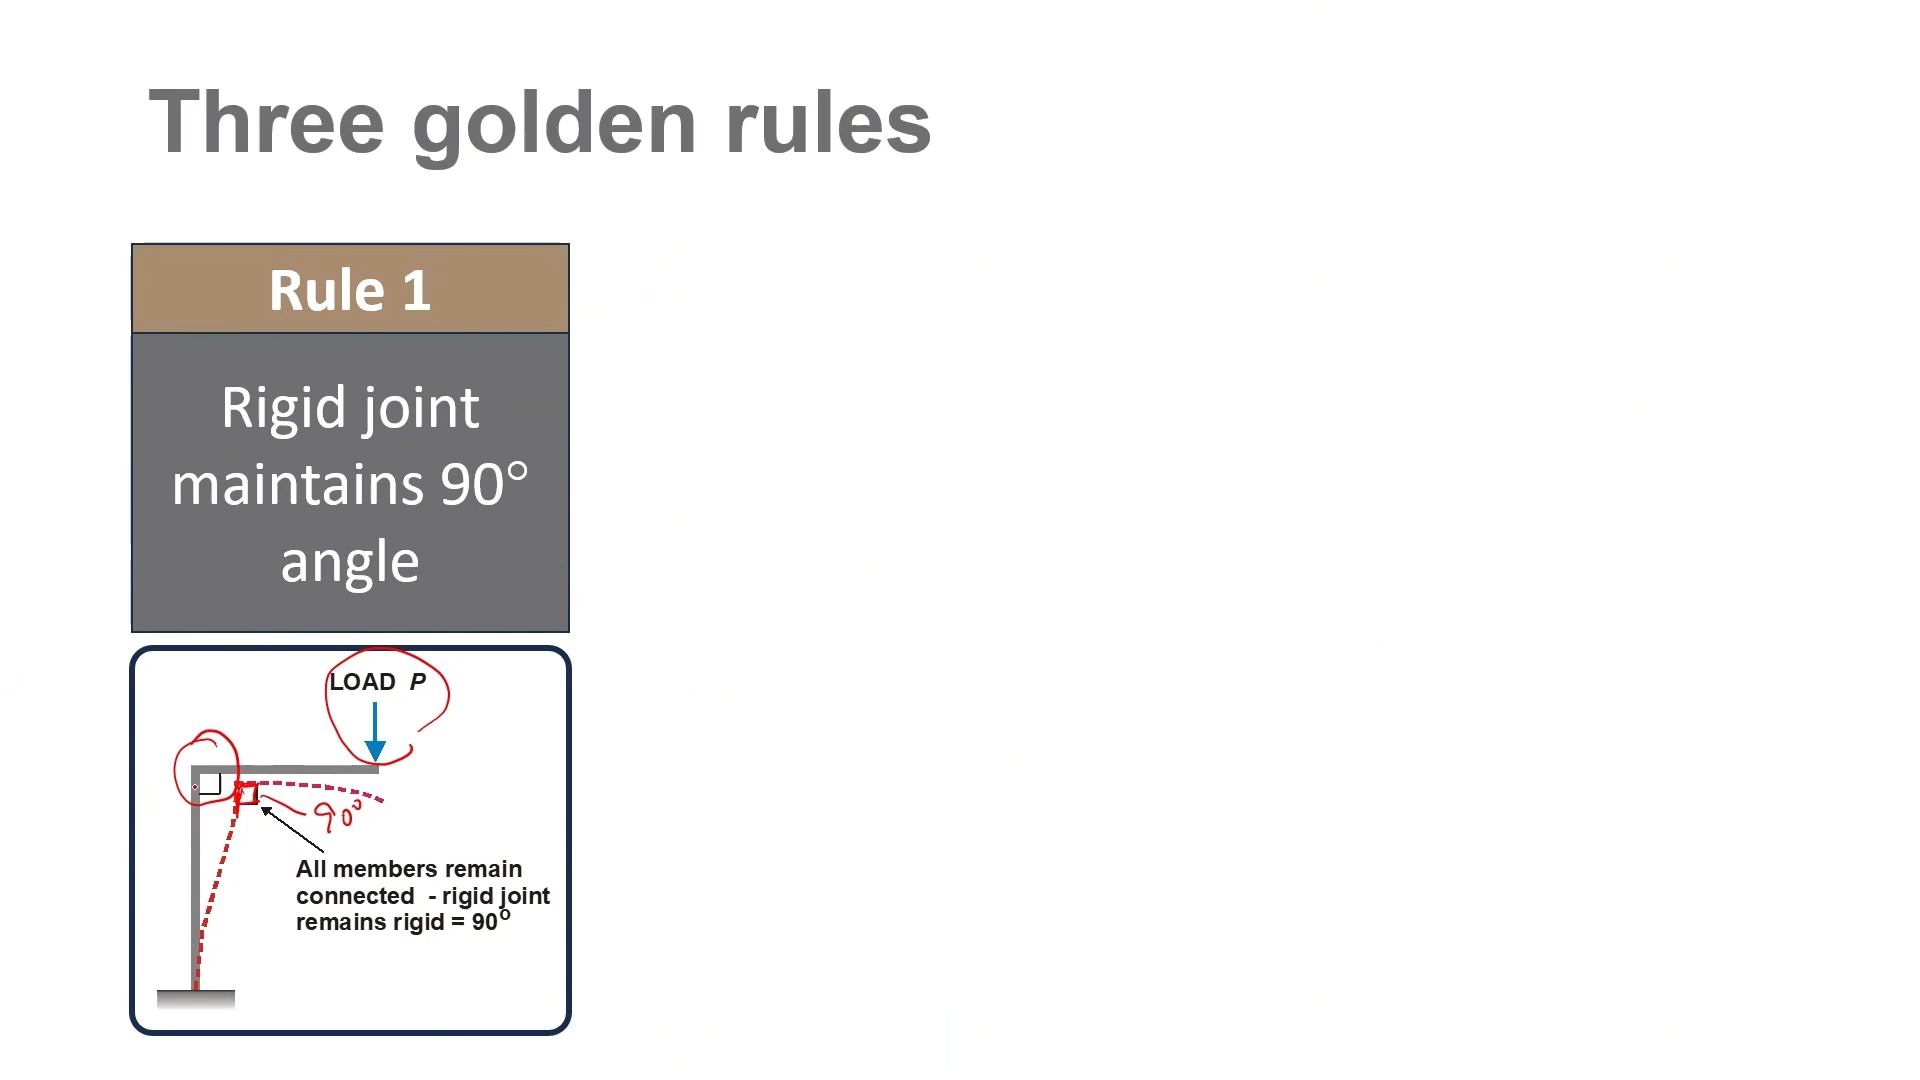 Three golden rules
Rule 1
Rigid joint
maintains 90°
angle
LOAD P
90°
All members remain
connected - rigid joint
remains rigid = 90°